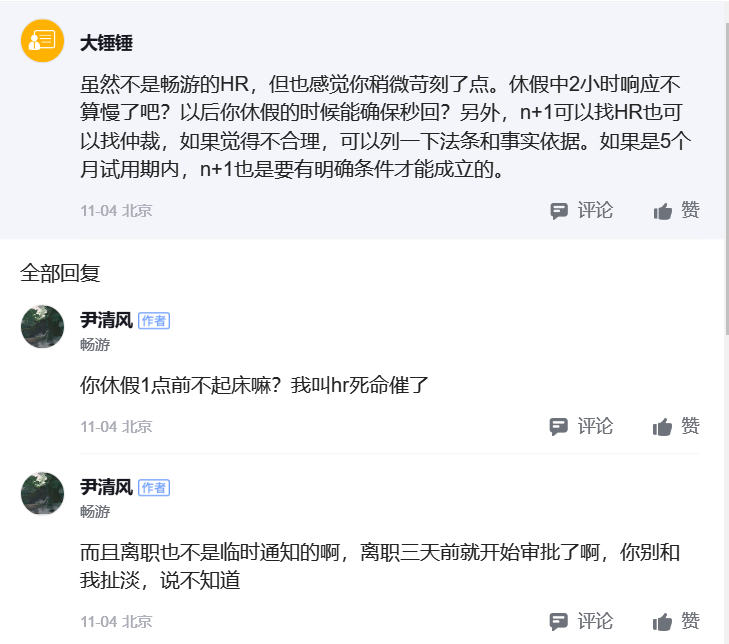 大锤锤
虽然不是畅游的HR，但也感觉你稍微苛刻了点。休假中2小时响应不
算慢了吧？以后你休假的时候能确保秒回？另外，n+1可以找HR也可
以找仲裁，如果觉得不合理，可以列一下法条和事实依据。如果是5个
月试用期内，n+1也是要有明确条件才能成立的。
11-04 北京 评论 赞
全部回复
尹清风 作者
畅游
你休假1点前不起床嘛？我叫hr死命催了
11-04 北京 评论 赞
尹清风 作者
畅游
而且离职也不是临时通知的啊，离职三天前就开始审批了啊，你别和
我扯淡，说不知道
11-04 北京 评论 赞